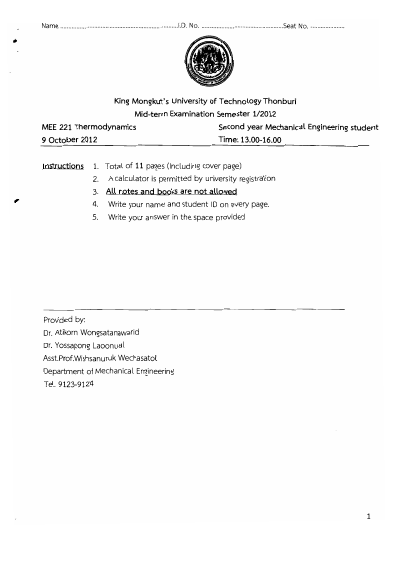 Name ........................................ I.D. No. ........................................ Seat No. .................
King Mongkut's University of Technology Thonburi
Mid-term Examination Semester 1/2012
MEE 221 Thermodynamics Second year Mechanical Engineering student
9 October 2012 Time: 13.00-16.00
Instructions 1. Total of 11 pages (including cover page)
2. A calculator is permitted by university registration
3. All notes and books are not allowed
4. Write your name and student ID on every page.
5. Write your answer in the space provided
Provided by:
Dr. Atikorn Wongsatanawarid
Dr. Yossapong Laoonual
Asst.Prof.Wishsanuruk Wechasatol
Department of Mechanical Engineering
Tel. 9123-9124
1